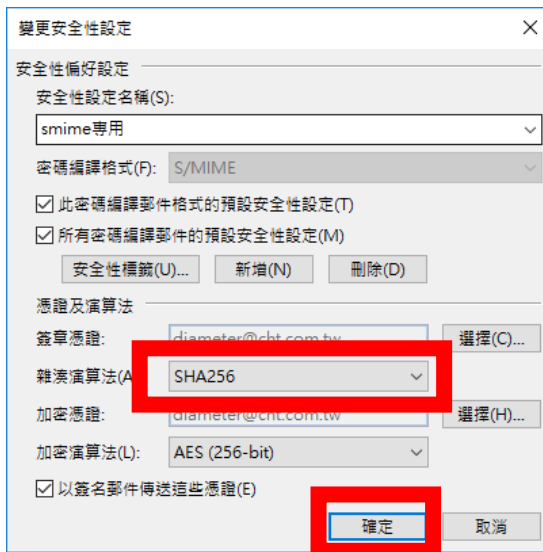 變更安全性設定
安全性偏好設定
安全性設定名稱(S):
smime專用
密碼編譯格式(F): S/MIME
此密碼編譯郵件格式的預設安全性設定(T)
所有密碼編譯郵件的預設安全性設定(M)
安全性標籤(U)... 新增(N) 刪除(D)
憑證及演算法
簽章憑證: diameter@cht.com.tw 選擇(C)...
雜湊演算法(A SHA256
加密憑證: diameter@cht.com.tw 選擇(H)...
加密演算法(L): AES (256-bit)
以簽名郵件傳送這些憑證(E)
確定 取消